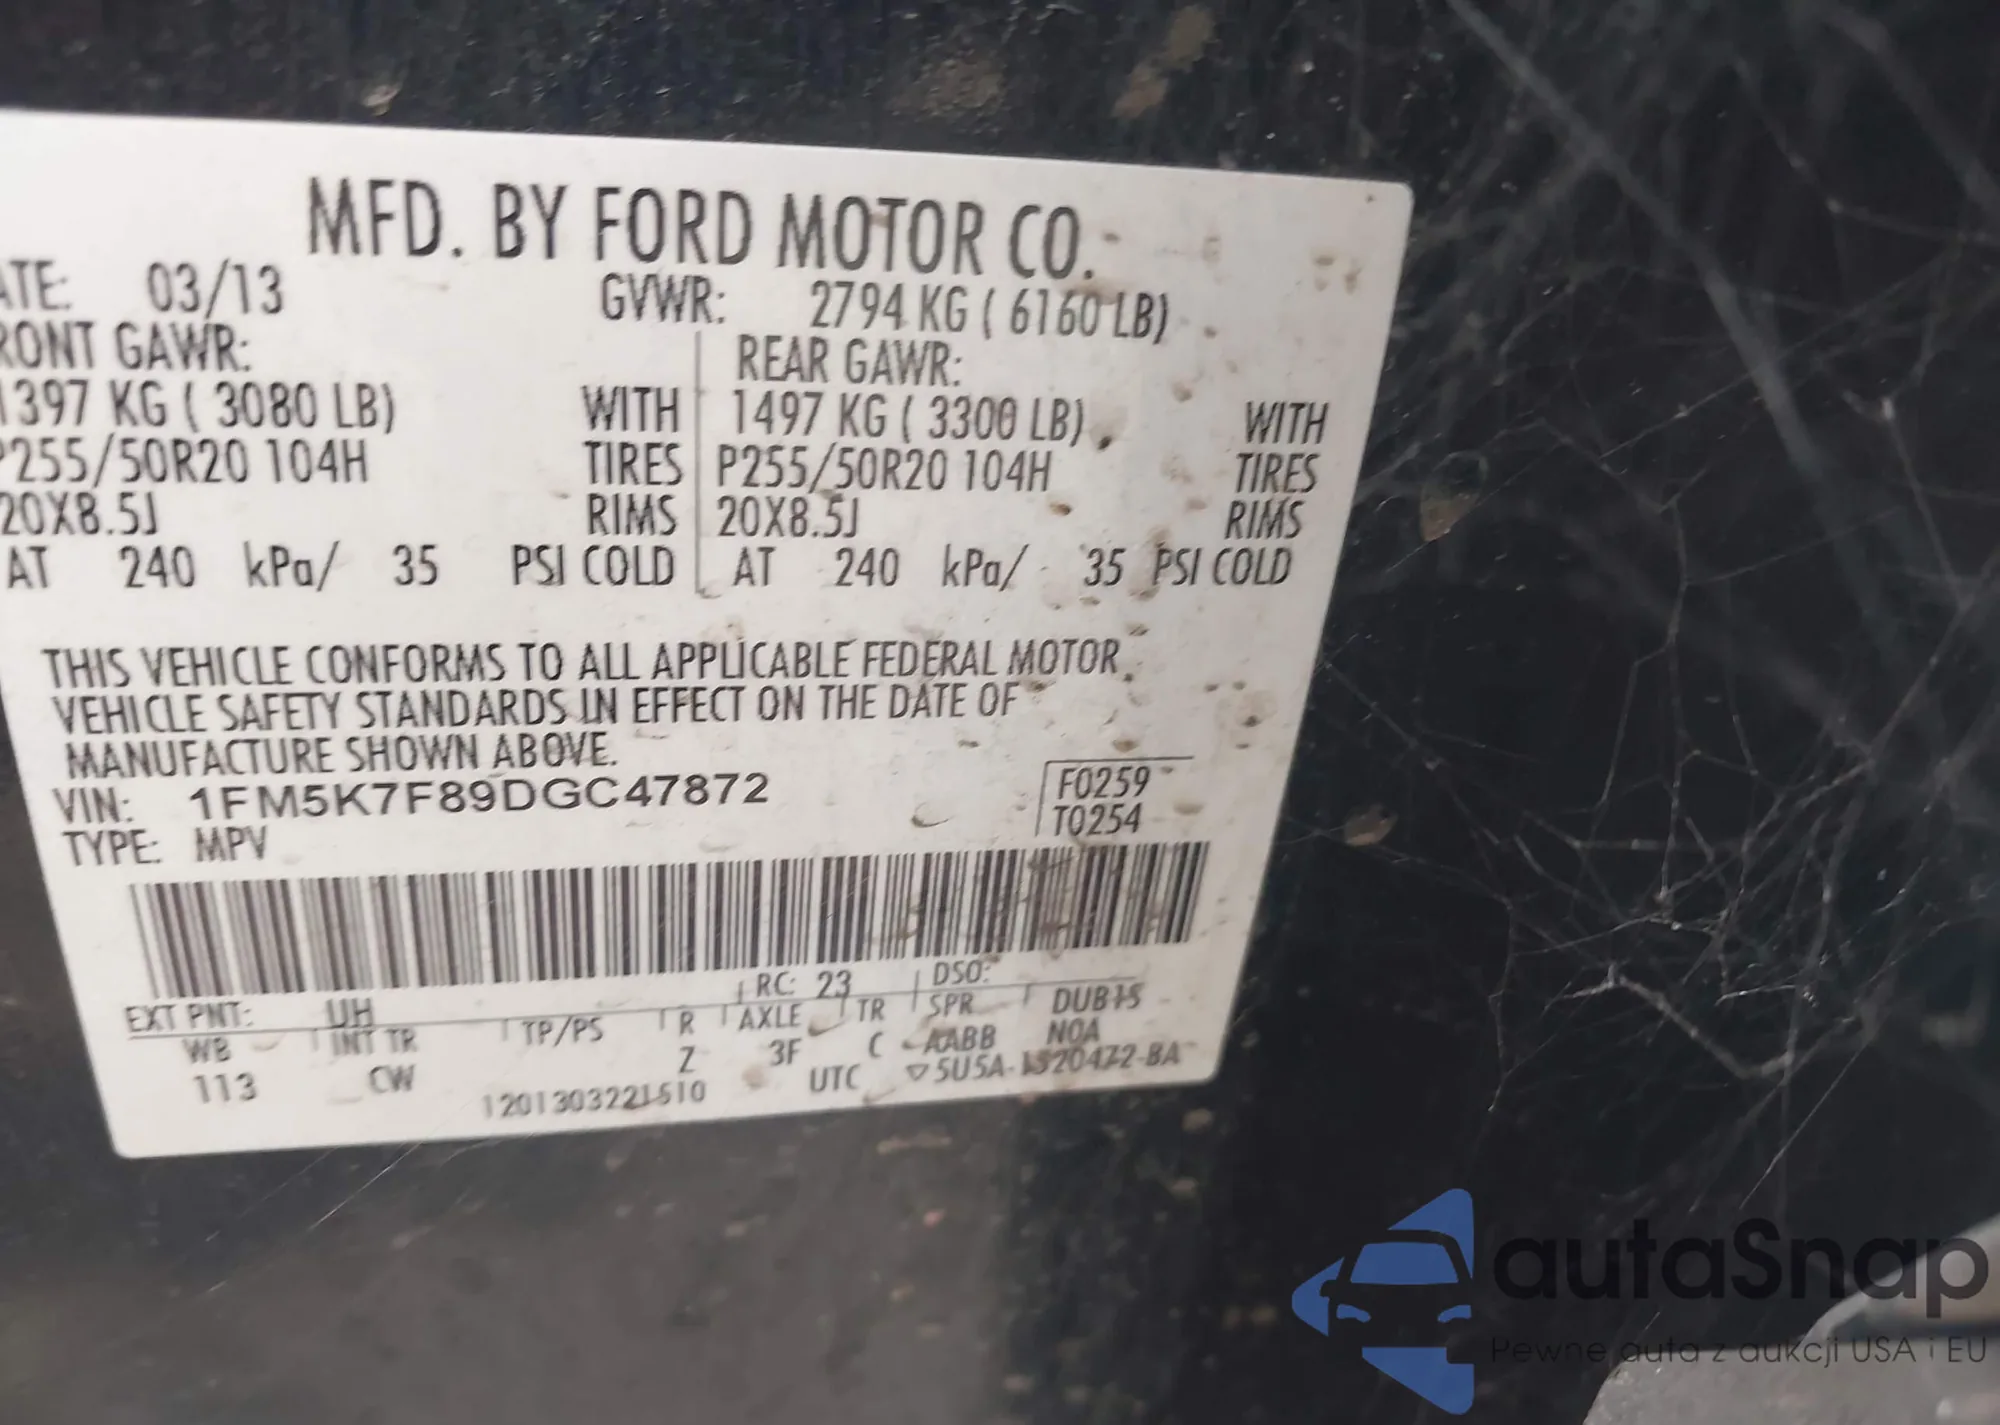 MFD. BY FORD MOTOR CO.
ATE: 03/13 GVWR: 2794 KG ( 6160 LB)
RONT GAWR: REAR GAWR:
1397 KG ( 3080 LB) WITH 1497 KG ( 3300 LB) WITH
P255/50R20 104H TIRES P255/50R20 104H TIRES
20X8.5J RIMS 20X8.5J RIMS
AT 240 kPa/ 35 PSI COLD AT 240 kPa/ 35 PSI COLD
THIS VEHICLE CONFORMS TO ALL APPLICABLE FEDERAL MOTOR
VEHICLE SAFETY STANDARDS IN EFFECT ON THE DATE OF
MANUFACTURE SHOWN ABOVE.
VIN: 1FM5K7F89DGC47872 F0259
TYPE: MPV T0254
EXT PNT: UH RC: 23 DSO:
WB INT TR TP/PS R AXLE TR SPR DUB15
113 CW Z 3F C AABB NOA
1201303221510 UTC ▽5U5A-1520472-BA
autaSnap
Pewne auta z aukcji USA i EU